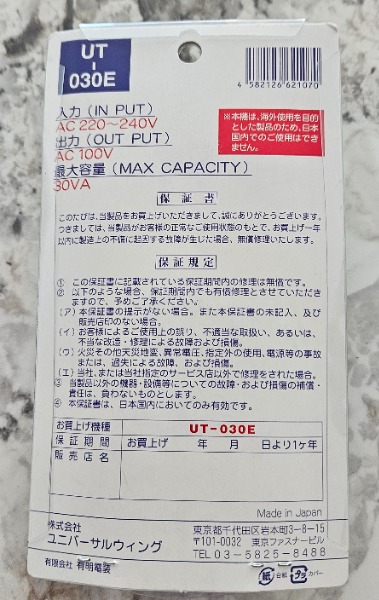 UT
-
030E
4 582126 621070
入力 (IN PUT)
AC 220～240V
出力 (OUT PUT)
AC 100V
最大容量 (MAX CAPACITY)
30VA
※本機は、海外使用を目的
とした製品のため、日本
国内でのご使用はでき
ません。
保証書
このたびは、当製品をお買上げいただきまして、誠にありがとうございます。
つきましては、当製品がお客様の正常なご使用状態のもとで、お買上げ一年
以内に製造上の不備に起因する故障が生じた場合、無償修理いたします。
保証規定
① この保証書に記載されている保証期間内の修理は無償です。
② 以下のような場合、保証期間内でも有償修理とさせていただき
ますので、予めご了承ください。
(ア) 本保証書の提示がない場合。また本保証書の未記入、及び
販売店印のない場合。
(イ) お客様によるご使用上の誤り、不適当な取扱い、あるいは、
不当な改造・修理による故障および損傷。
(ウ) 火災その他天災地変、異常電圧、指定外の使用、電源等の事故
または、過失による故障および損傷。
(エ) 当社、または当社指定のサービス店以外で修理をされた場合。
③ 当製品以外の機器・設備等についての故障・および損傷の補償・
責任は、負わないものとします。
④ 本保証書は、日本国内においてのみ有効です。
お買上げ機種 UT-030E
保証期間 お買上げ 年 月 日より1ヶ年
販売店名
Made in Japan
株式会社
ユニバーサルウィング
東京都千代田区岩本町3-8-15
〒101-0032 東京ファスナービル
TEL 03-5825-8488
有限会社 有明電装
紙 台紙 プラ カバー